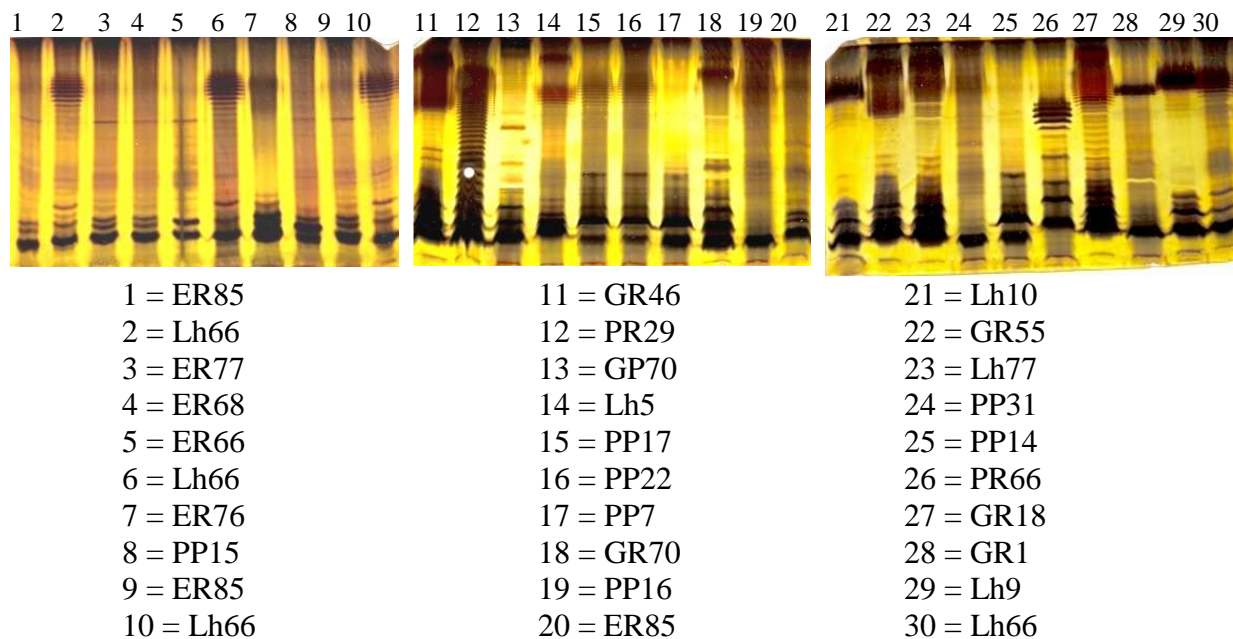 1 2 3 4 5 6 7 8 9 10 11 12 13 14 15 16 17 18 19 20 21 22 23 24 25 26 27 28 29 30
1 = ER85
2 = Lh66
3 = ER77
4 = ER68
5 = ER66
6 = Lh66
7 = ER76
8 = PP15
9 = ER85
10 = Lh66
11 = GR46
12 = PR29
13 = GP70
14 = Lh5
15 = PP17
16 = PP22
17 = PP7
18 = GR70
19 = PP16
20 = ER85
21 = Lh10
22 = GR55
23 = Lh77
24 = PP31
25 = PP14
26 = PR66
27 = GR18
28 = GR1
29 = Lh9
30 = Lh66